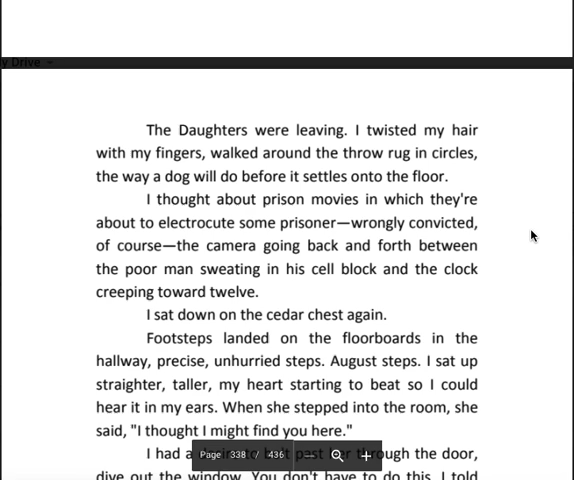 y Drive
The Daughters were leaving. I twisted my hair
with my fingers, walked around the throw rug in circles,
the way a dog will do before it settles onto the floor.
I thought about prison movies in which they're
about to electrocute some prisoner—wrongly convicted,
of course—the camera going back and forth between
the poor man sweating in his cell block and the clock
creeping toward twelve.
I sat down on the cedar chest again.
Footsteps landed on the floorboards in the
hallway, precise, unhurried steps. August steps. I sat up
straighter, taller, my heart starting to beat so I could
hear it in my ears. When she stepped into the room, she
said, "I thought I might find you here."
I had a past her through the door,
Page 338 / 436
dive out the window. You don't have to do this, I told